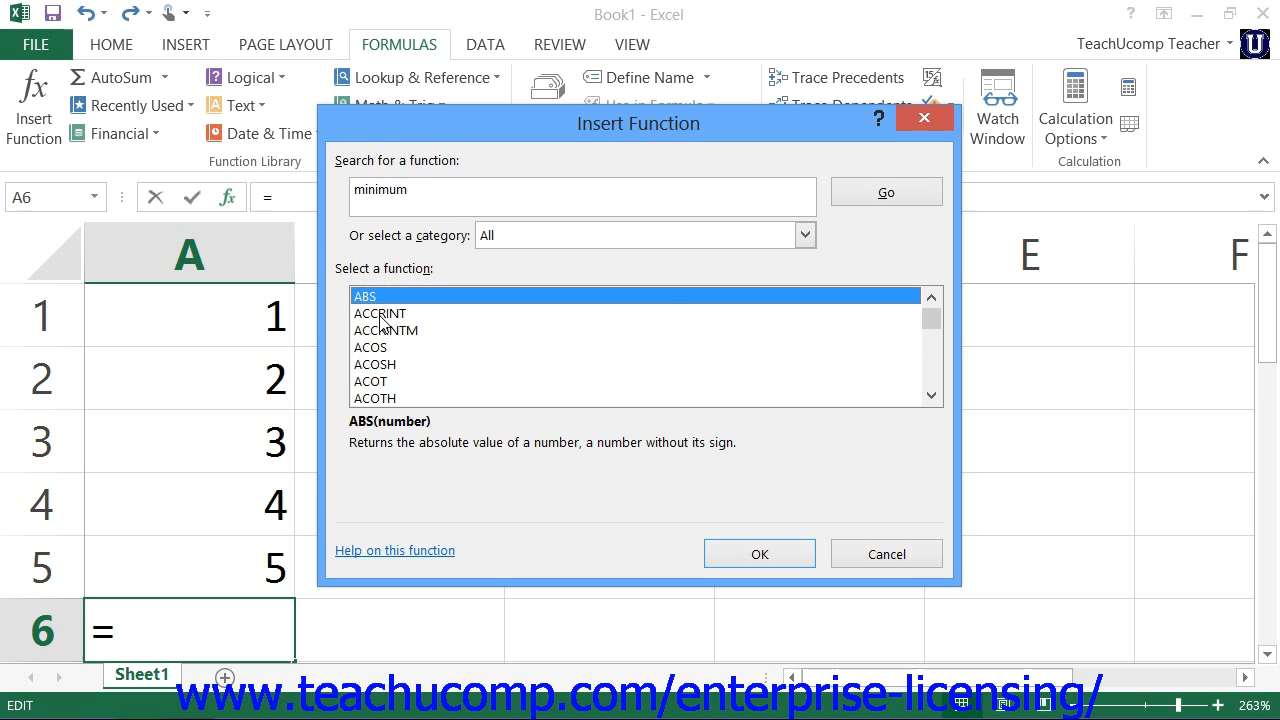 Book1 - Excel
FILE HOME INSERT PAGE LAYOUT FORMULAS DATA REVIEW VIEW TeachUcomp Teacher
fx
Insert Function
Σ AutoSum
Recently Used
Financial
Logical
Text
Date & Time
Lookup & Reference
Function Library
Define Name
Trace Precedents
Watch Window
Calculation Options
Calculation
A6 fx =
Insert Function
?
Search for a function:
minimum
Go
Or select a category: All
Select a function:
ABS
ACCRINT
ACCRINTM
ACOS
ACOSH
ACOT
ACOTH
ABS(number)
Returns the absolute value of a number, a number without its sign.
Help on this function
OK
Cancel
A E F
1 1
2 2
3 3
4 4
5 5
6 =
Sheet1
www.teachucomp.com/enterprise-licensing/
EDIT 263%